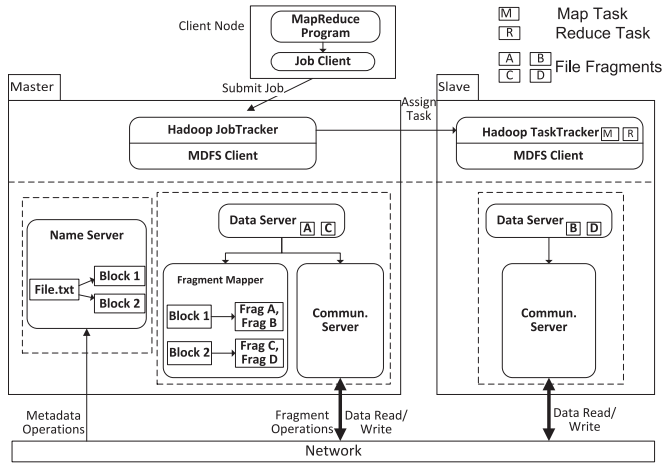 Client Node
MapReduce
Program
Job Client
M Map Task
R Reduce Task
A B
C D
File Fragments
Submit Job
Master
Assign
Task
Slave
Hadoop JobTracker
MDFS Client
Hadoop TaskTracker M R
MDFS Client
Name Server
File.txt
Block 1
Block 2
Data Server A C
Fragment Mapper
Block 1
Frag A,
Frag B
Block 2
Frag C,
Frag D
Commun.
Server
Data Server B D
Commun.
Server
Metadata
Operations
Fragment
Operations
Data Read/
Write
Data Read/
Write
Network